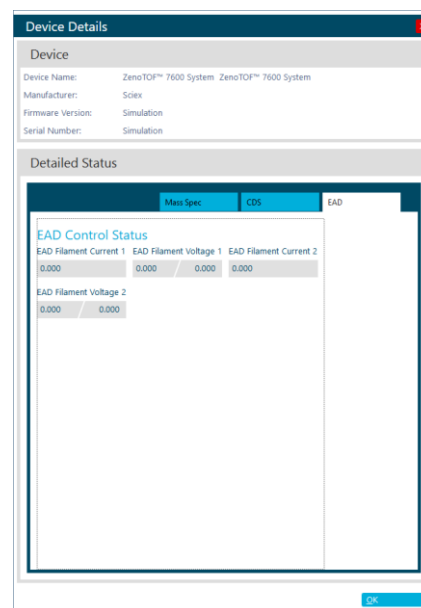 Device Details
Device
Device Name: ZenoTOF™ 7600 System ZenoTOF™ 7600 System
Manufacturer: Sciex
Firmware Version: Simulation
Serial Number: Simulation
Detailed Status
Mass Spec CDS EAD
EAD Control Status
EAD Filament Current 1 EAD Filament Voltage 1 EAD Filament Current 2
0.000 0.000 / 0.000 0.000
EAD Filament Voltage 2
0.000 / 0.000
OK